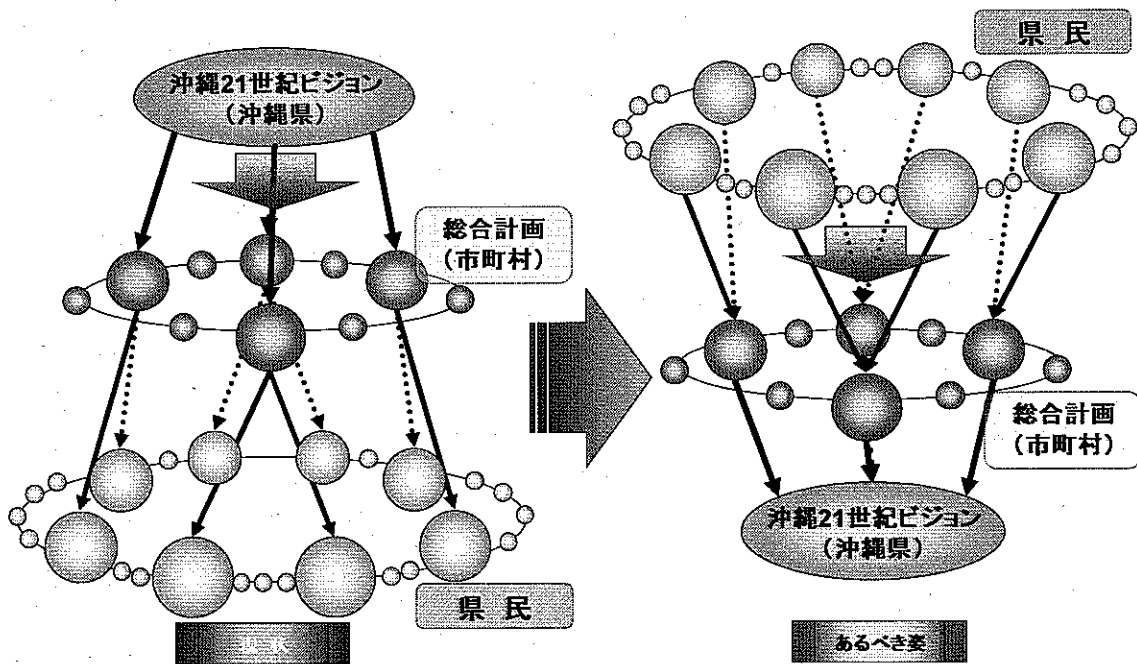 沖縄21世紀ビジョン
（沖縄県）
総合計画
（市町村）
県 民
現 状
県 民
総合計画
（市町村）
沖縄21世紀ビジョン
（沖縄県）
あるべき姿